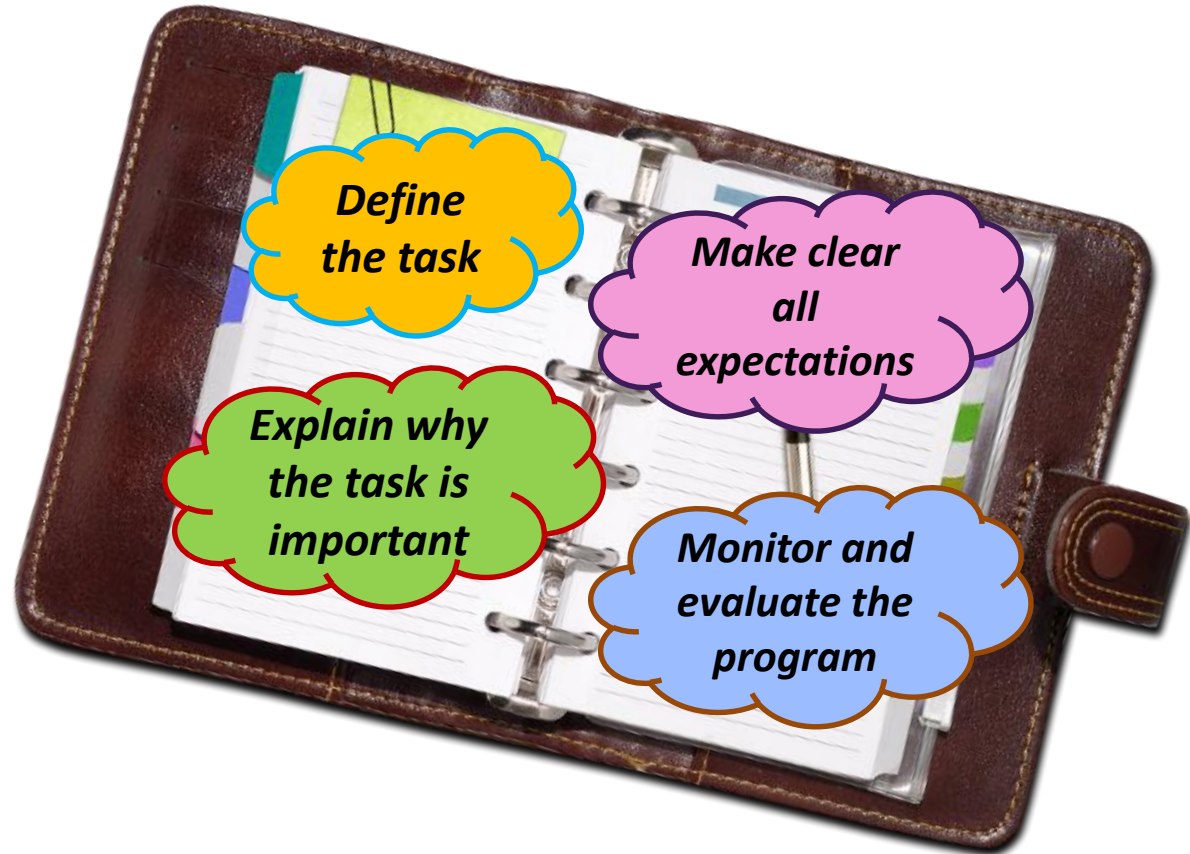 Define
the task
Make clear
all
expectations
Explain why
the task is
important
Monitor and
evaluate the
program